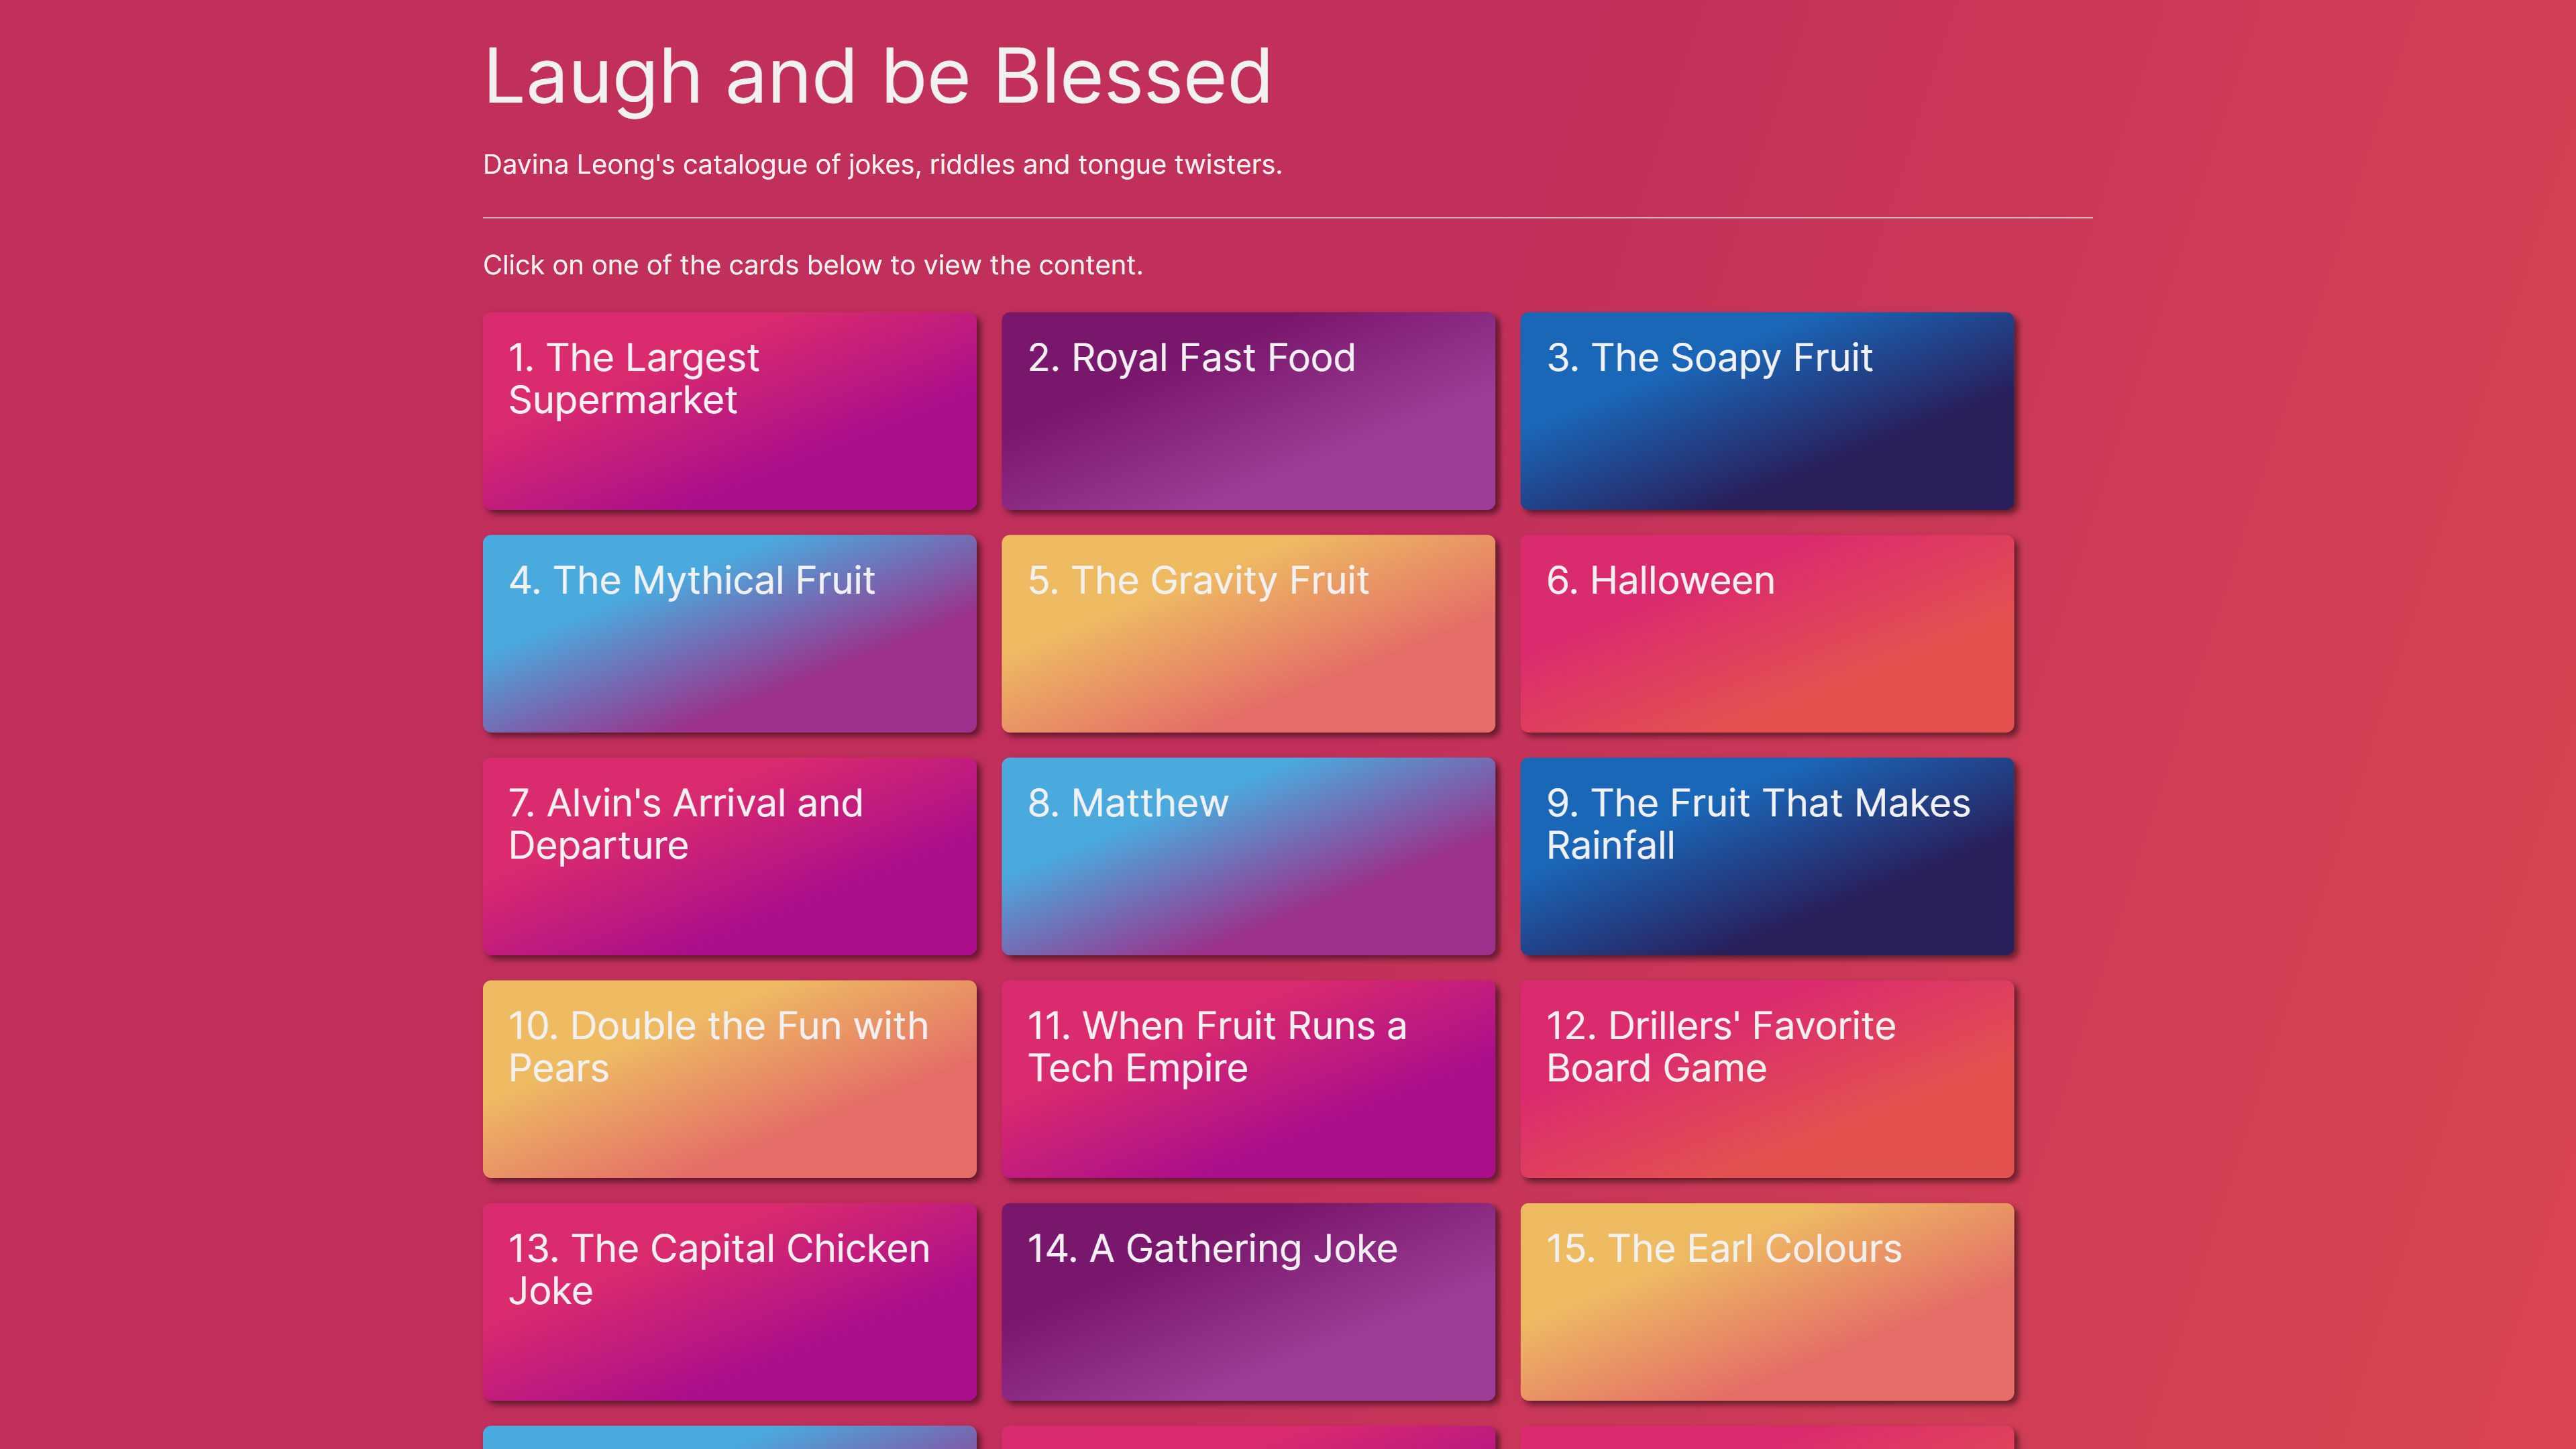 Laugh and be Blessed
Davina Leong's catalogue of jokes, riddles and tongue twisters.
Click on one of the cards below to view the content.
1. The Largest
Supermarket
2. Royal Fast Food
3. The Soapy Fruit
4. The Mythical Fruit
5. The Gravity Fruit
6. Halloween
7. Alvin's Arrival and
Departure
8. Matthew
9. The Fruit That Makes
Rainfall
10. Double the Fun with
Pears
11. When Fruit Runs a
Tech Empire
12. Drillers' Favorite
Board Game
13. The Capital Chicken
Joke
14. A Gathering Joke
15. The Earl Colours